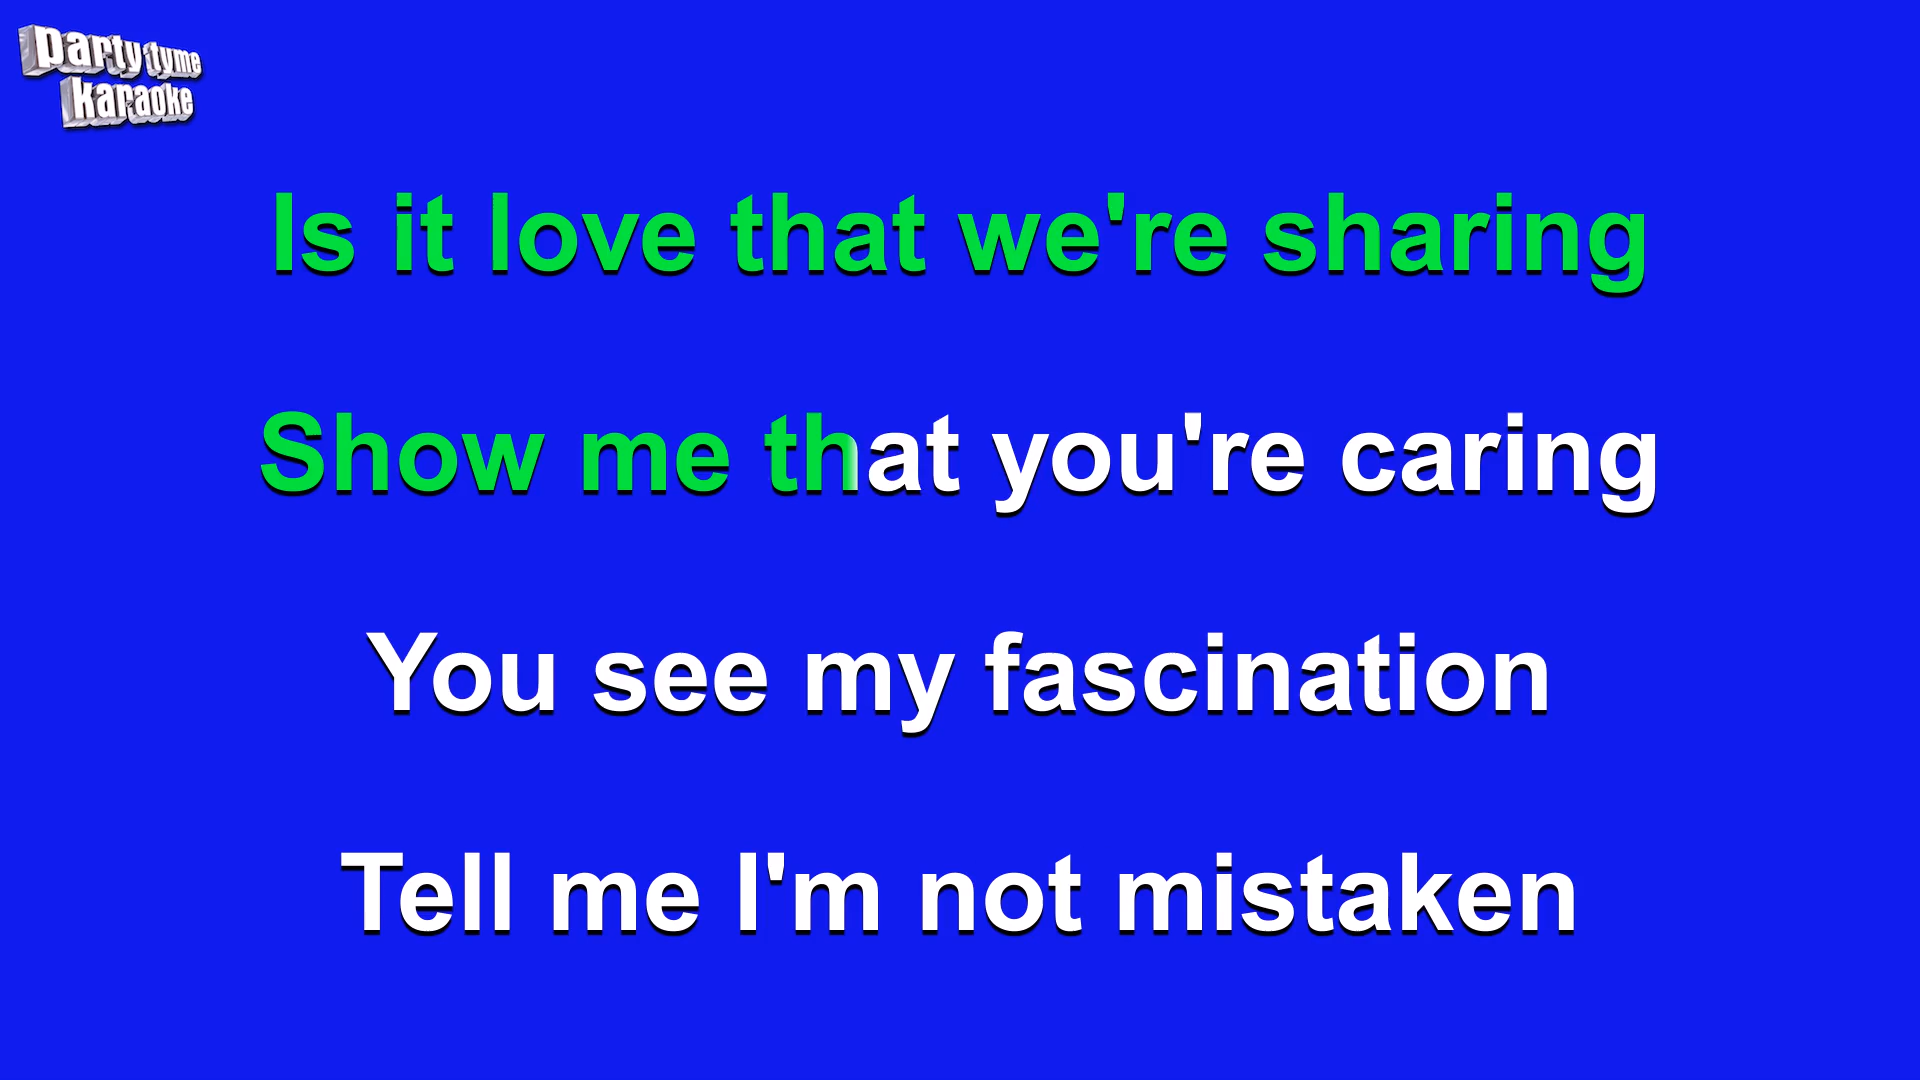 party tyme
karaoke
Is it love that we're sharing
Show me that you're caring
You see my fascination
Tell me I'm not mistaken